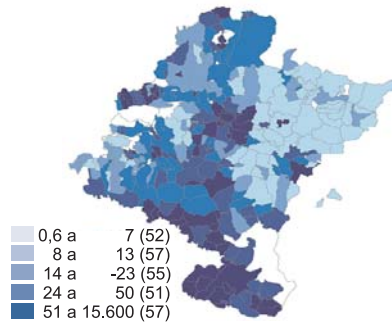 0,6 a 7 (52)
8 a 13 (57)
14 a -23 (55)
24 a 50 (51)
51 a 15.600 (57)